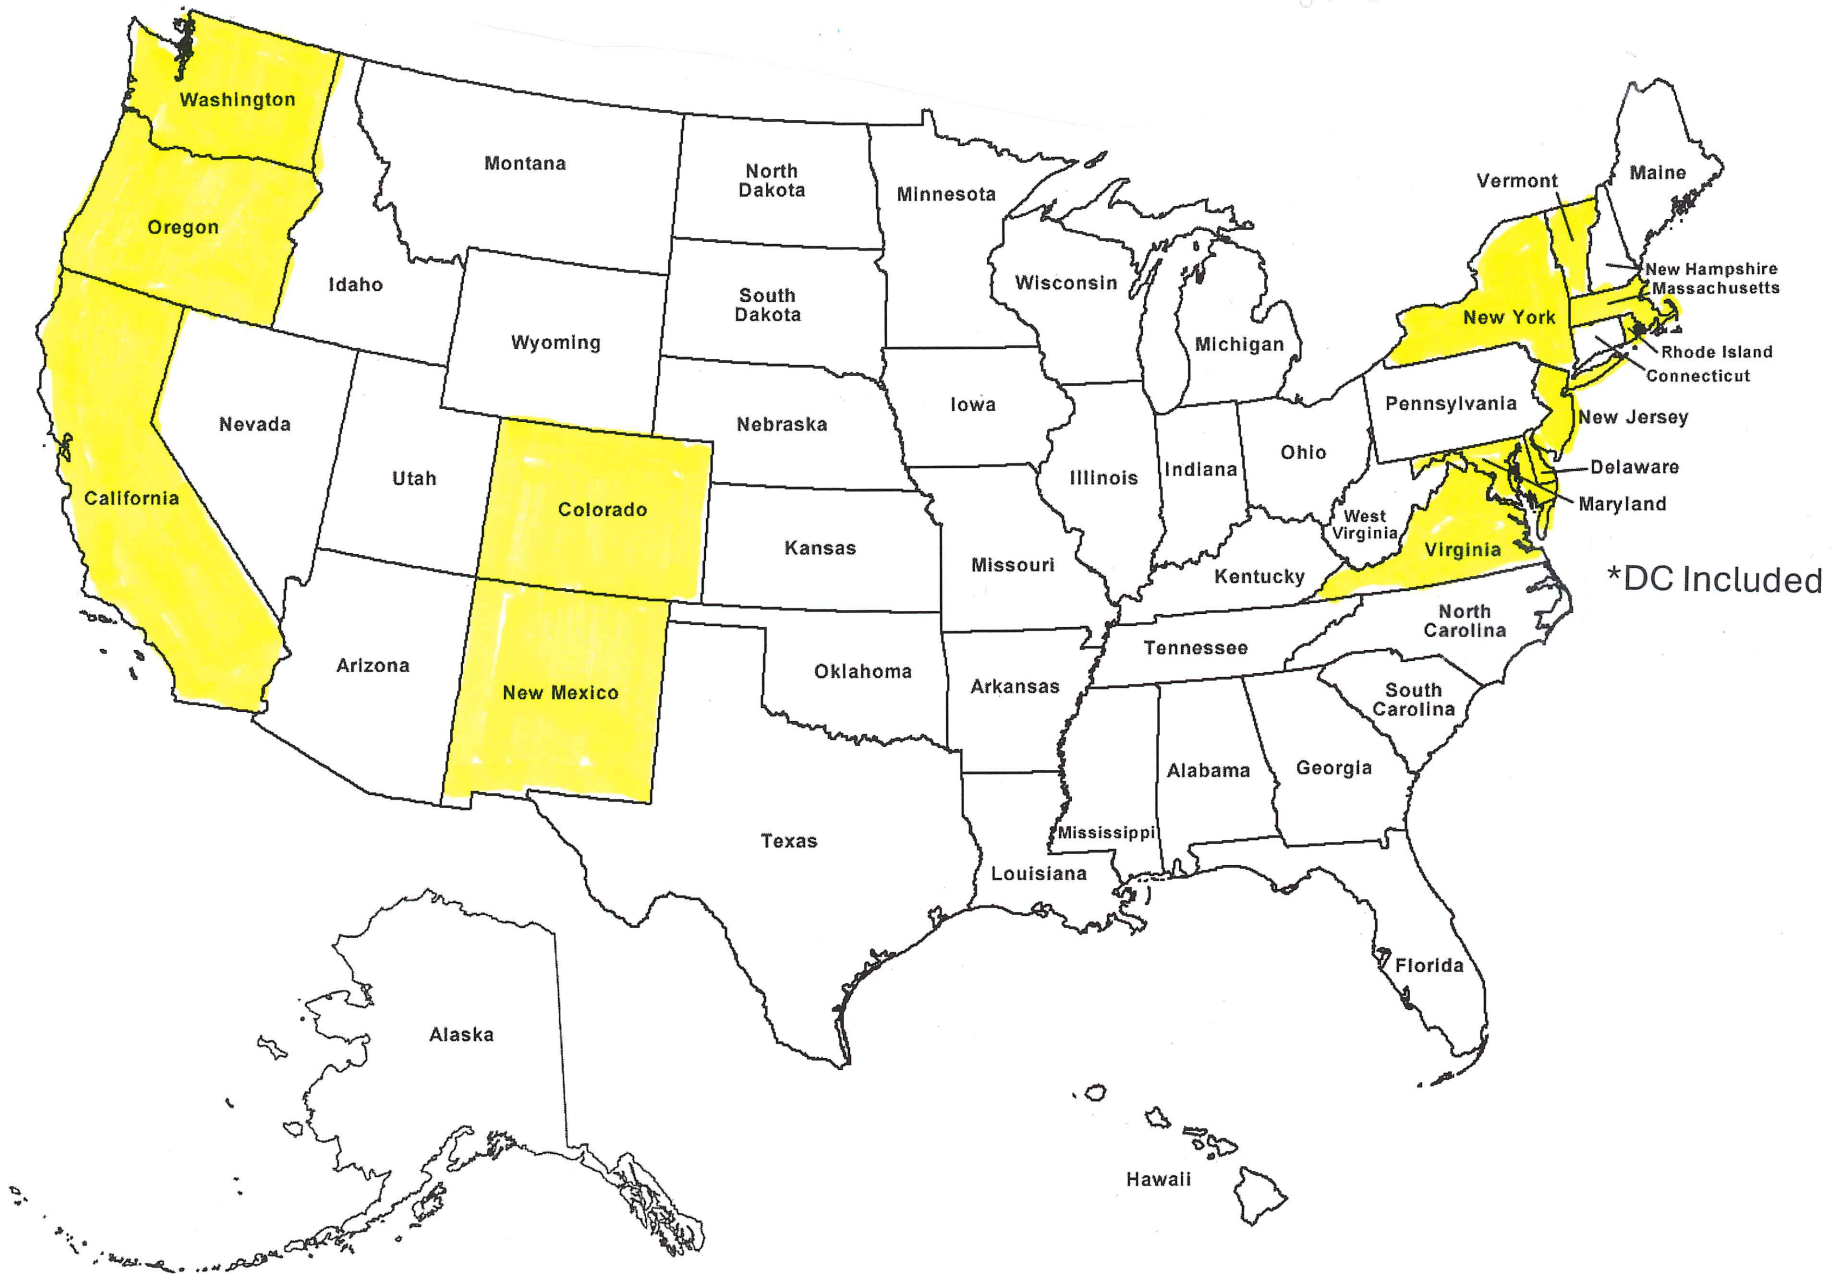 Washington
Montana
North
Dakota
Minnesota
Vermont
Maine
Oregon
Idaho
Wyoming
South
Dakota
Wisconsin
Michigan
New York
New Hampshire
Massachusetts
Rhode Island
Connecticut
Nevada
Utah
Colorado
Nebraska
Iowa
Illinois
Indiana
Ohio
Pennsylvania
New Jersey
Delaware
Maryland
California
Kansas
Missouri
Kentucky
West
Virginia
Virginia
*DC Included
Arizona
New Mexico
Oklahoma
Arkansas
Tennessee
North
Carolina
South
Carolina
Texas
Louisiana
Mississippi
Alabama
Georgia
Florida
Alaska
Hawaii